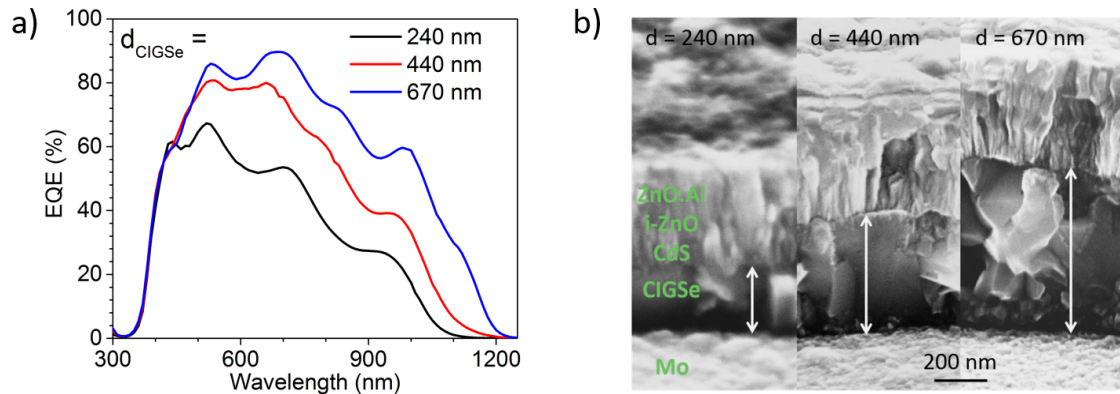 a)
d_CIGSe =
240 nm
440 nm
670 nm
100
80
60
40
20
0
EQE (%)
300 600 900 1200
Wavelength (nm)
b)
d = 240 nm d = 440 nm d = 670 nm
ZnO:Al
i-ZnO
CdS
CIGSe
Mo
200 nm